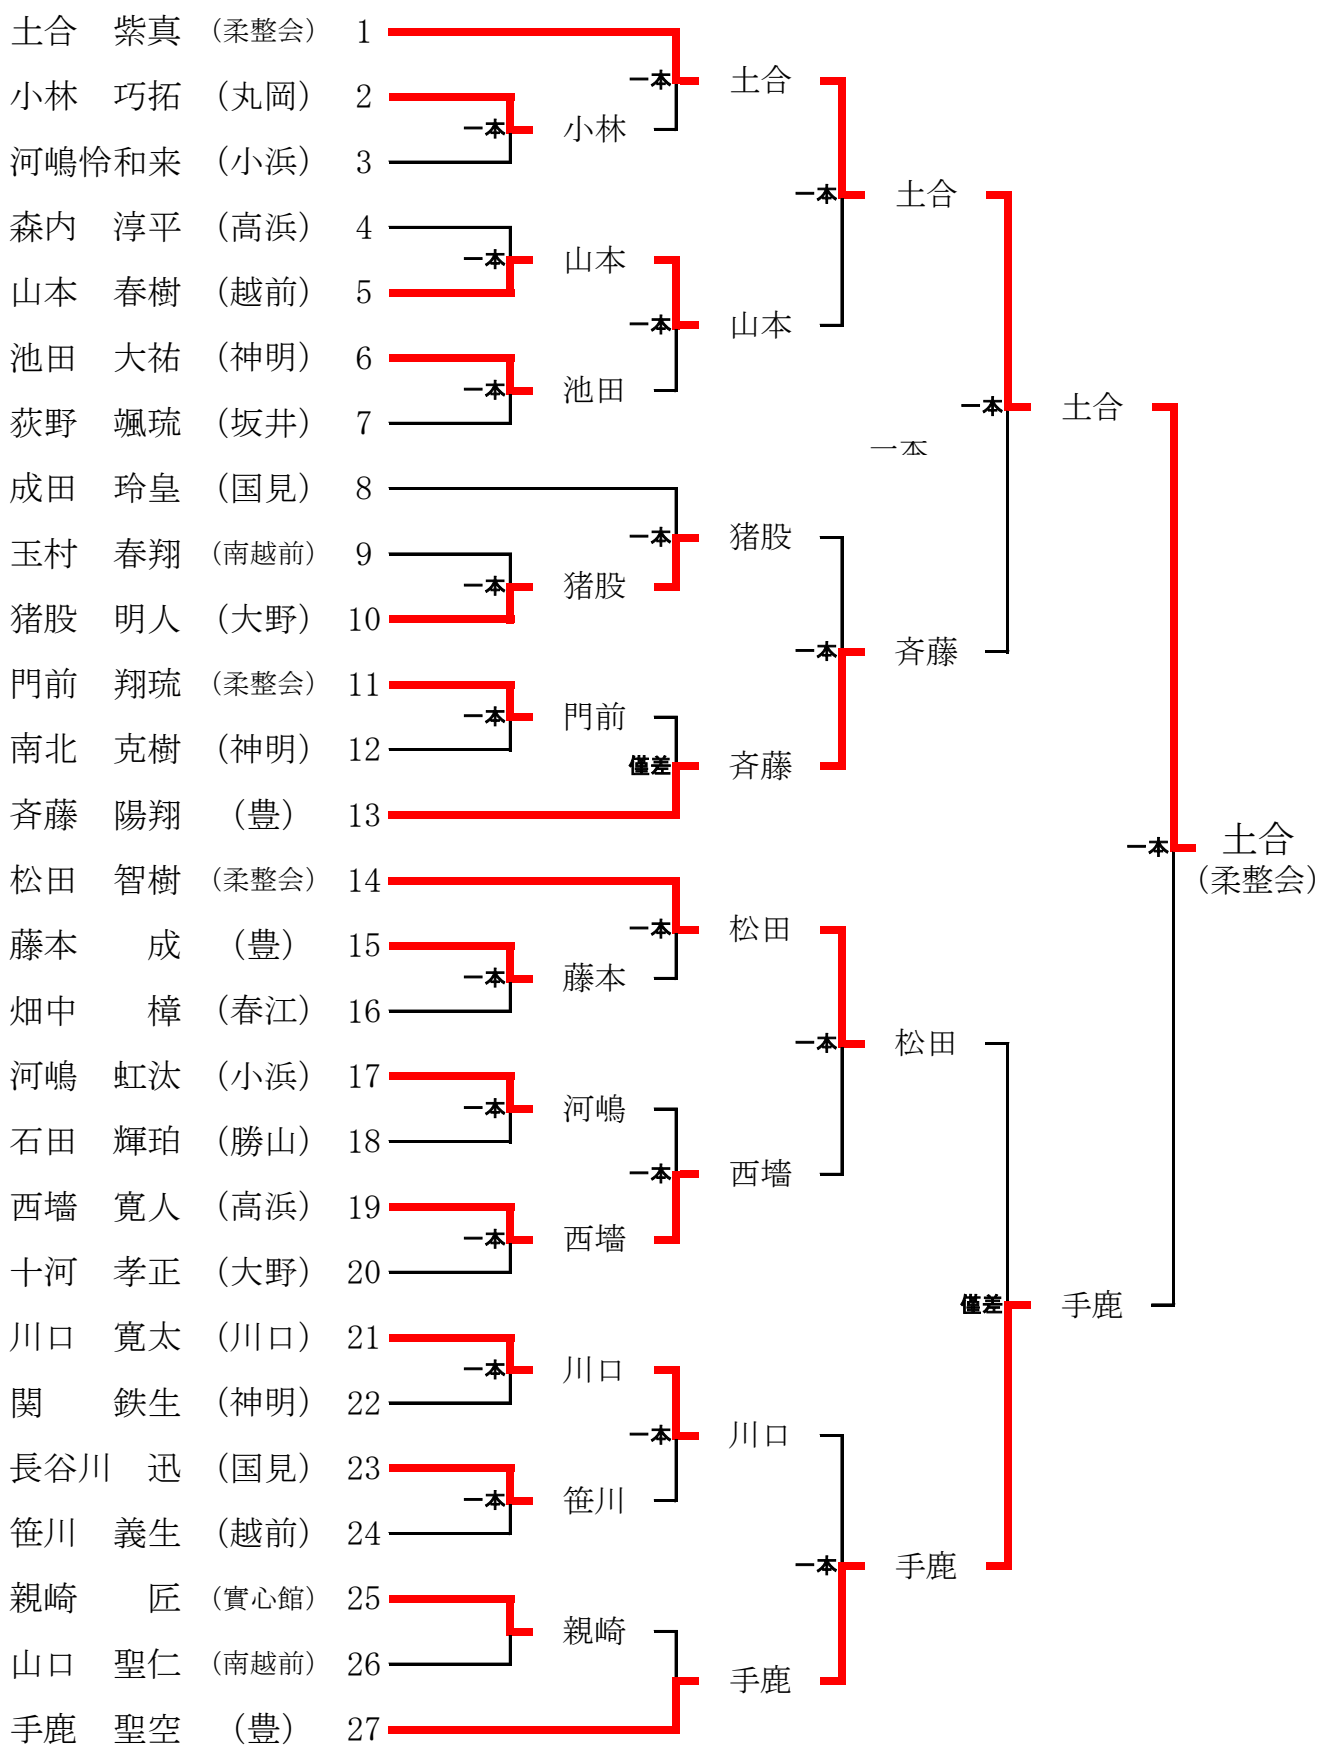 土合　紫真 (柔整会) 1
一本 土合
小林　巧拓 (丸岡) 2
一本 小林
河嶋怜和来 (小浜) 3
一本 土合
森内　淳平 (高浜) 4
一本 山本
山本　春樹 (越前) 5
一本 山本
池田　大祐 (神明) 6
一本 池田
一本 土合
荻野　颯琉 (坂井) 7
一本
成田　玲皇 (国見) 8
一本 猪股
玉村　春翔 (南越前) 9
一本 猪股
猪股　明人 (大野) 10
一本 斉藤
門前　翔琉 (柔整会) 11
一本 門前
南北　克樹 (神明) 12
僅差 斉藤
斉藤　陽翔 (豊) 13
一本 土合
(柔整会)
松田　智樹 (柔整会) 14
一本 松田
藤本　成 (豊) 15
一本 藤本
畑中　樟 (春江) 16
一本 松田
河嶋　虹汰 (小浜) 17
一本 河嶋
石田　輝珀 (勝山) 18
一本 西墻
西墻　寛人 (高浜) 19
一本 西墻
十河　孝正 (大野) 20
僅差 手鹿
川口　寛太 (川口) 21
一本 川口
関　鉄生 (神明) 22
一本 川口
長谷川　迅 (国見) 23
一本 笹川
笹川　義生 (越前) 24
一本 手鹿
親崎　匠 (實心館) 25
親崎
山口　聖仁 (南越前) 26
手鹿
手鹿　聖空 (豊) 27